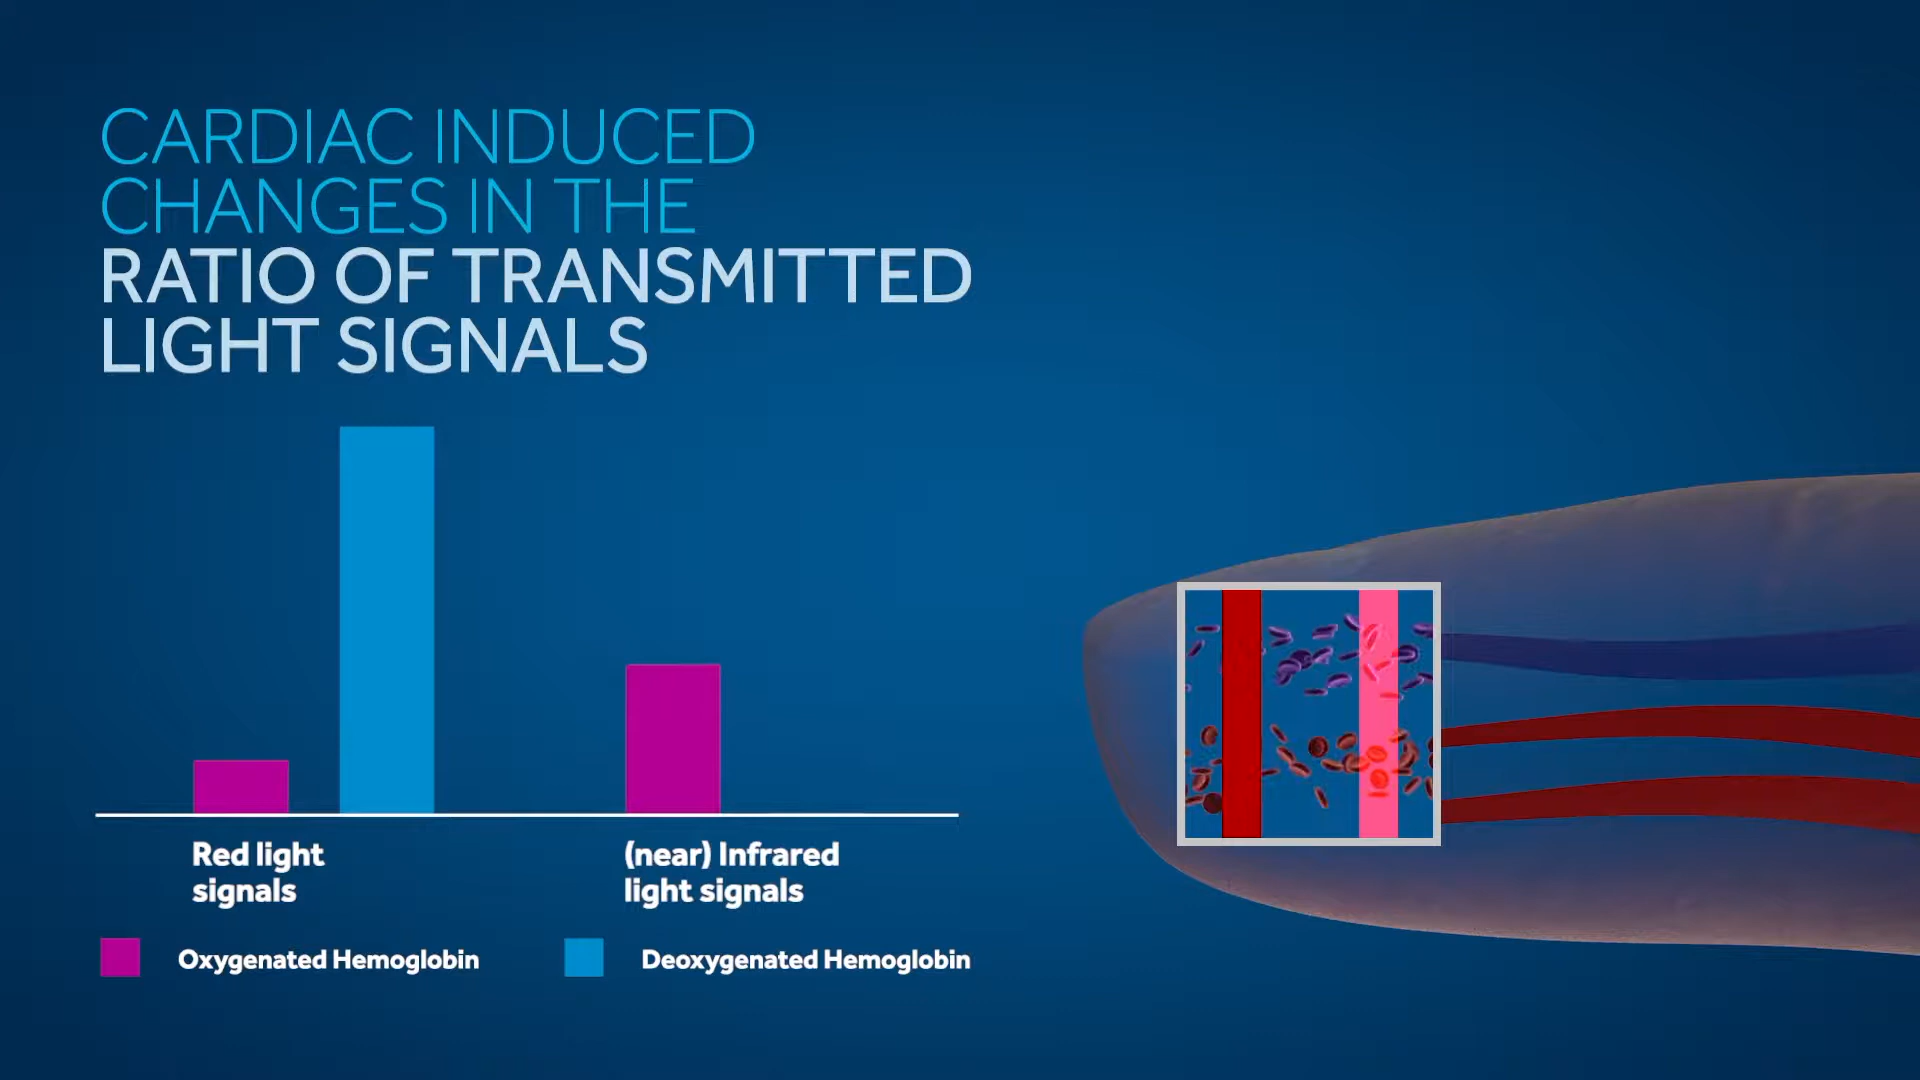 CARDIAC INDUCED
CHANGES IN THE
RATIO OF TRANSMITTED
LIGHT SIGNALS
Red light
signals
(near) Infrared
light signals
Oxygenated Hemoglobin
Deoxygenated Hemoglobin